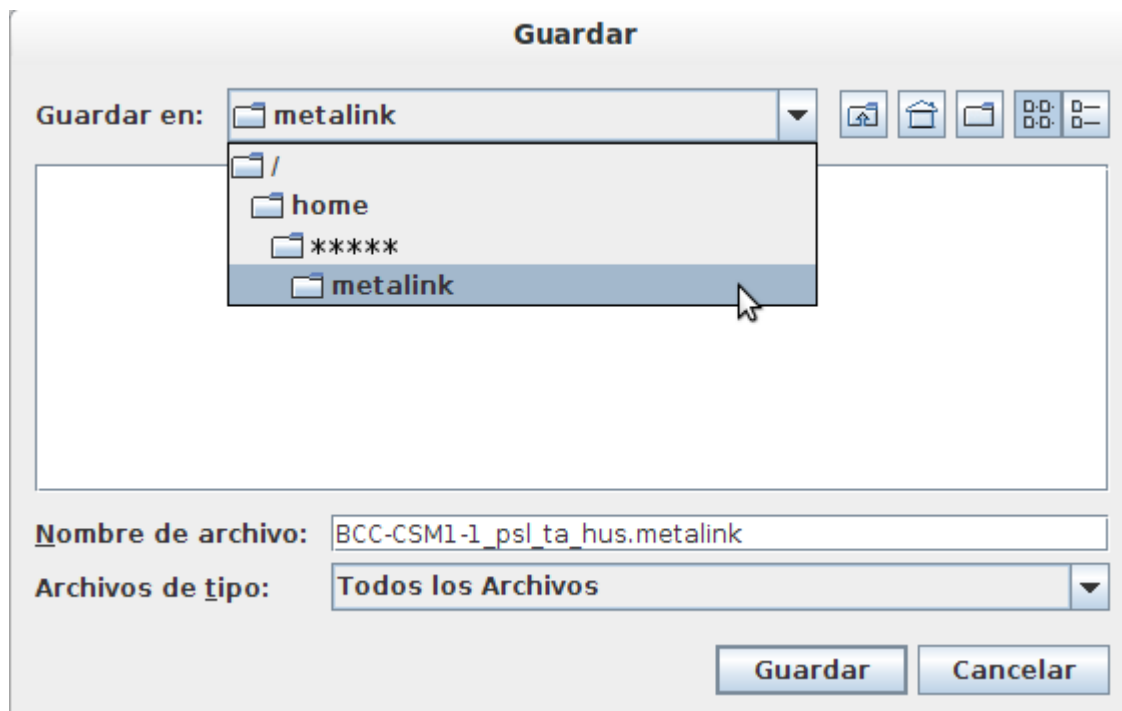 Guardar
Guardar en: metalink
/
home
*****
metalink
Nombre de archivo: BCC-CSM1-1_psl_ta_hus.metalink
Archivos de tipo: Todos los Archivos
Guardar Cancelar